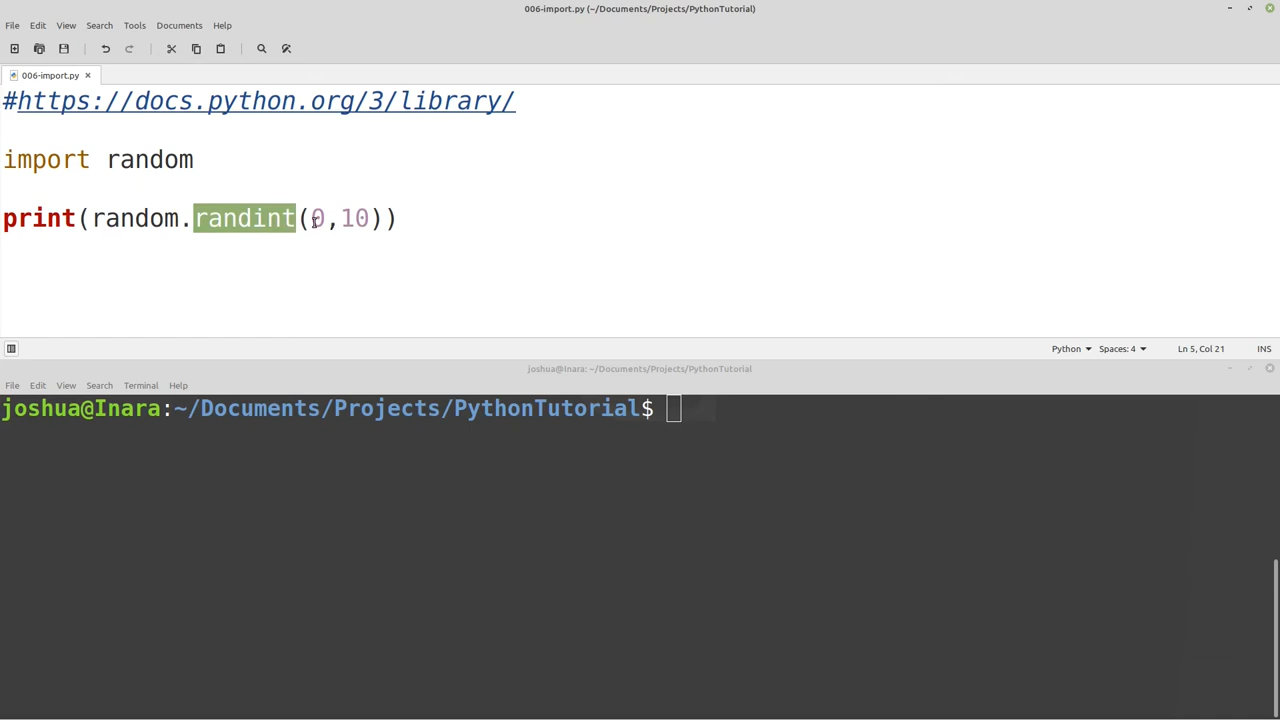 006-import.py (~/Documents/Projects/PythonTutorial)
File Edit View Search Tools Documents Help
006-import.py
#https://docs.python.org/3/library/
import random
print(random.randint(0,10))
Python Spaces: 4 Ln 5, Col 21 INS
joshua@Inara: ~/Documents/Projects/PythonTutorial
File Edit View Search Terminal Help
joshua@Inara:~/Documents/Projects/PythonTutorial$